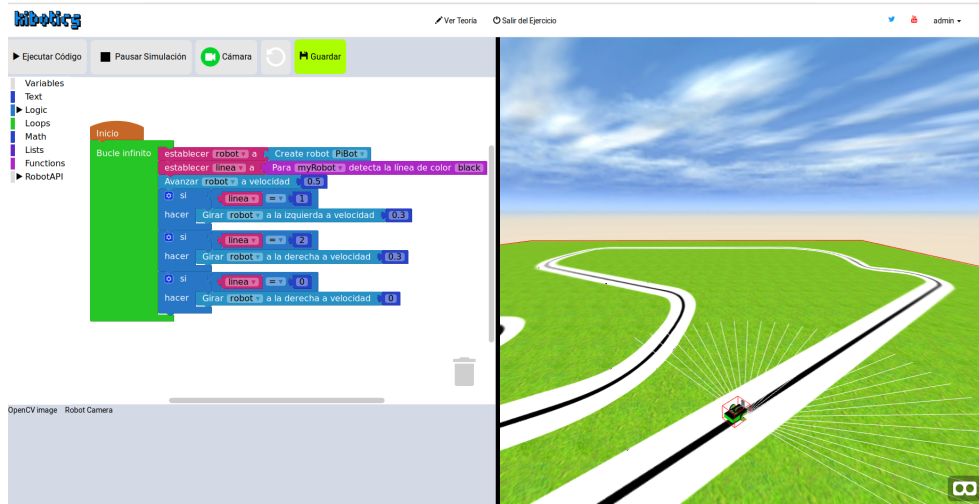 kibotics
Ver Teoría Salir del Ejercicio admin
Ejecutar Código Pausar Simulación Cámara Guardar
Variables
Text
Logic
Loops
Math
Lists
Functions
RobotAPI
Inicio
Bucle infinito establecer robot a Create robot PiBot
establecer linea a Para myRobot detecta la línea de color black
Avanzar robot a velocidad 0.5
si linea = 1
hacer Girar robot a la izquierda a velocidad 0.3
si linea = 2
hacer Girar robot a la derecha a velocidad 0.3
si linea = 0
hacer Girar robot a la derecha a velocidad 0
OpenCV image Robot Camera